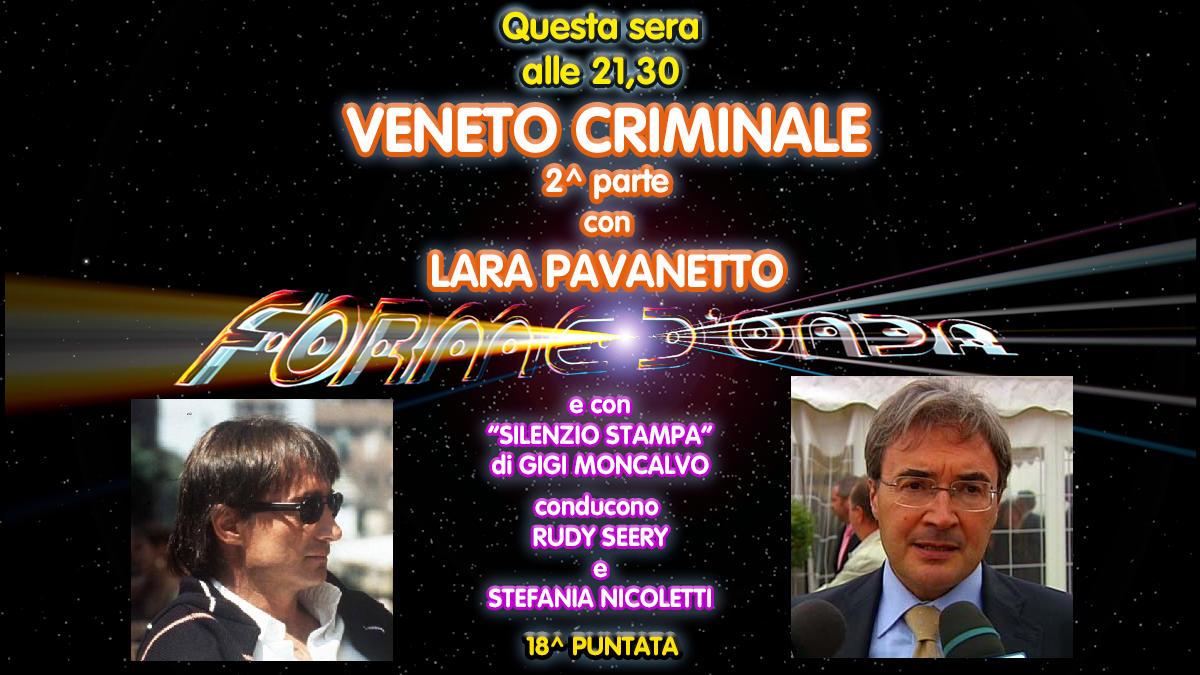 Questa sera
alle 21,30
VENETO CRIMINALE
2^ parte
con
LARA PAVANETTO
FORME D'ONDA
e con
"SILENZIO STAMPA"
di GIGI MONCALVO
conducono
RUDY SEERY
e
STEFANIA NICOLETTI
18^ PUNTATA